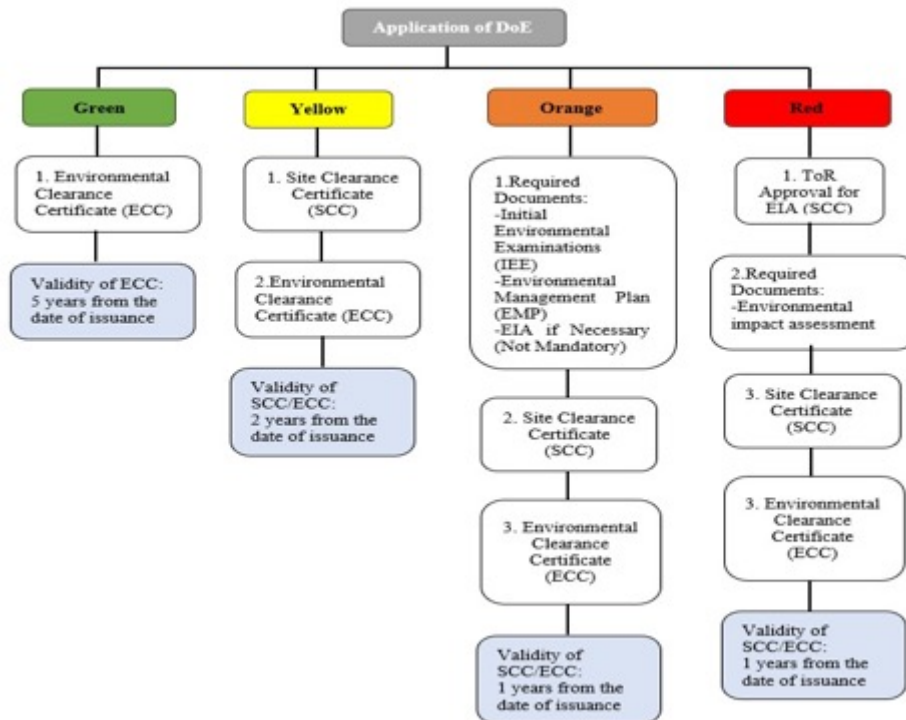 Application of DoE
Green
1. Environmental
Clearance
Certificate (ECC)
Validity of ECC:
5 years from the
date of issuance
Yellow
1. Site Clearance
Certificate
(SCC)
2.Environmental
Clearance
Certificate (ECC)
Validity of
SCC/ECC:
2 years from the
date of issuance
Orange
1.Required
Documents:
-Initial
Environmental
Examinations
(IEE)
-Environmental
Management Plan
(EMP)
-EIA if Necessary
(Not Mandatory)
2. Site Clearance
Certificate
(SCC)
3. Environmental
Clearance
Certificate
(ECC)
Validity of
SCC/ECC:
1 years from the
date of issuance
Red
1. ToR
Approval for
EIA (SCC)
2.Required
Documents:
-Environmental
impact assessment
3. Site Clearance
Certificate
(SCC)
3. Environmental
Clearance
Certificate
(ECC)
Validity of
SCC/ECC:
1 years from the
date of issuance